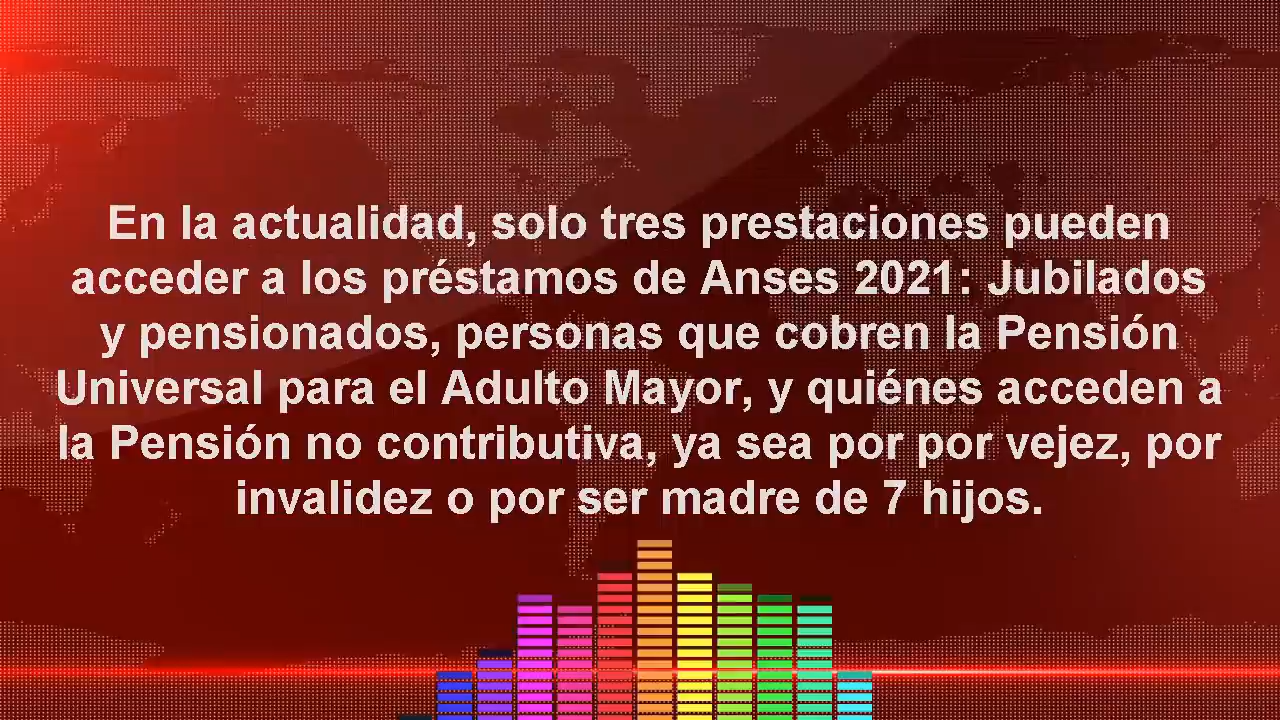 En la actualidad, solo tres prestaciones pueden
acceder a los préstamos de Anses 2021: Jubilados
y pensionados, personas que cobren la Pensión
Universal para el Adulto Mayor, y quiénes acceden a
la Pensión no contributiva, ya sea por por vejez, por
invalidez o por ser madre de 7 hijos.